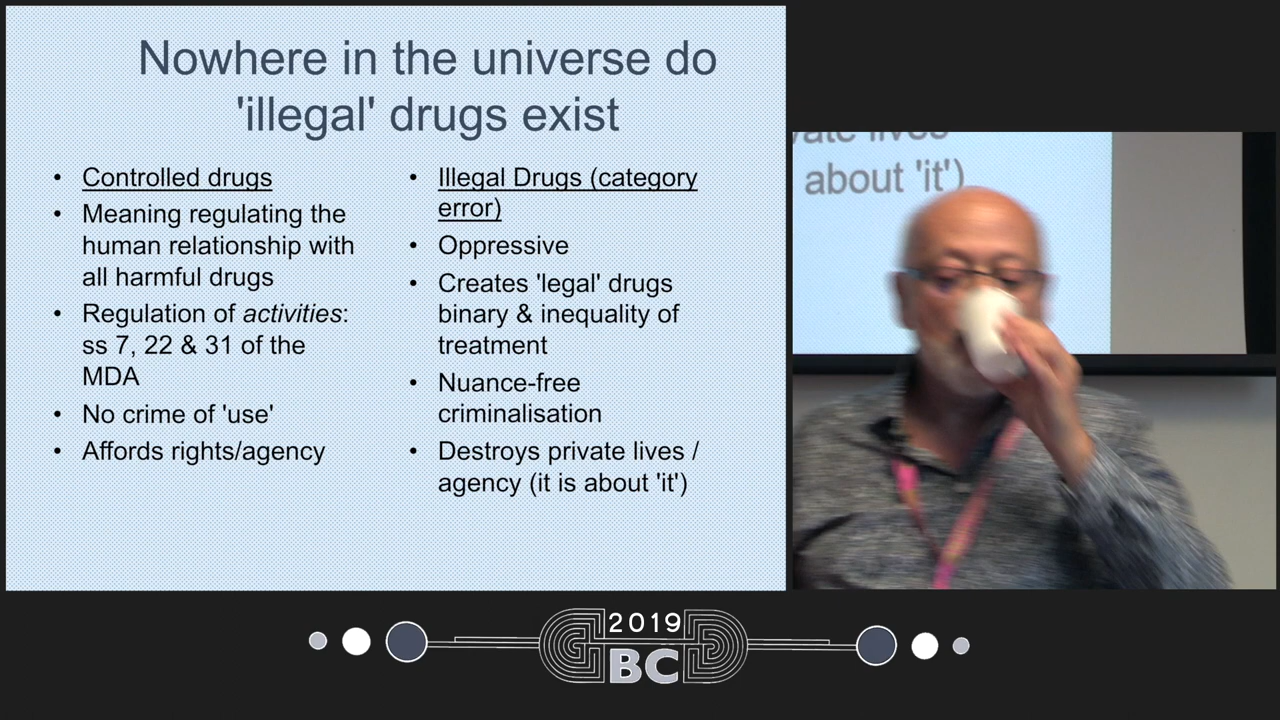 Nowhere in the universe do
'illegal' drugs exist
• Controlled drugs
• Meaning regulating the
human relationship with
all harmful drugs
• Regulation of activities:
ss 7, 22 & 31 of the
MDA
• No crime of 'use'
• Affords rights/agency
• Illegal Drugs (category
error)
• Oppressive
• Creates 'legal' drugs
binary & inequality of
treatment
• Nuance-free
criminalisation
• Destroys private lives /
agency (it is about 'it')
vate lives
about 'it')
2019
BC